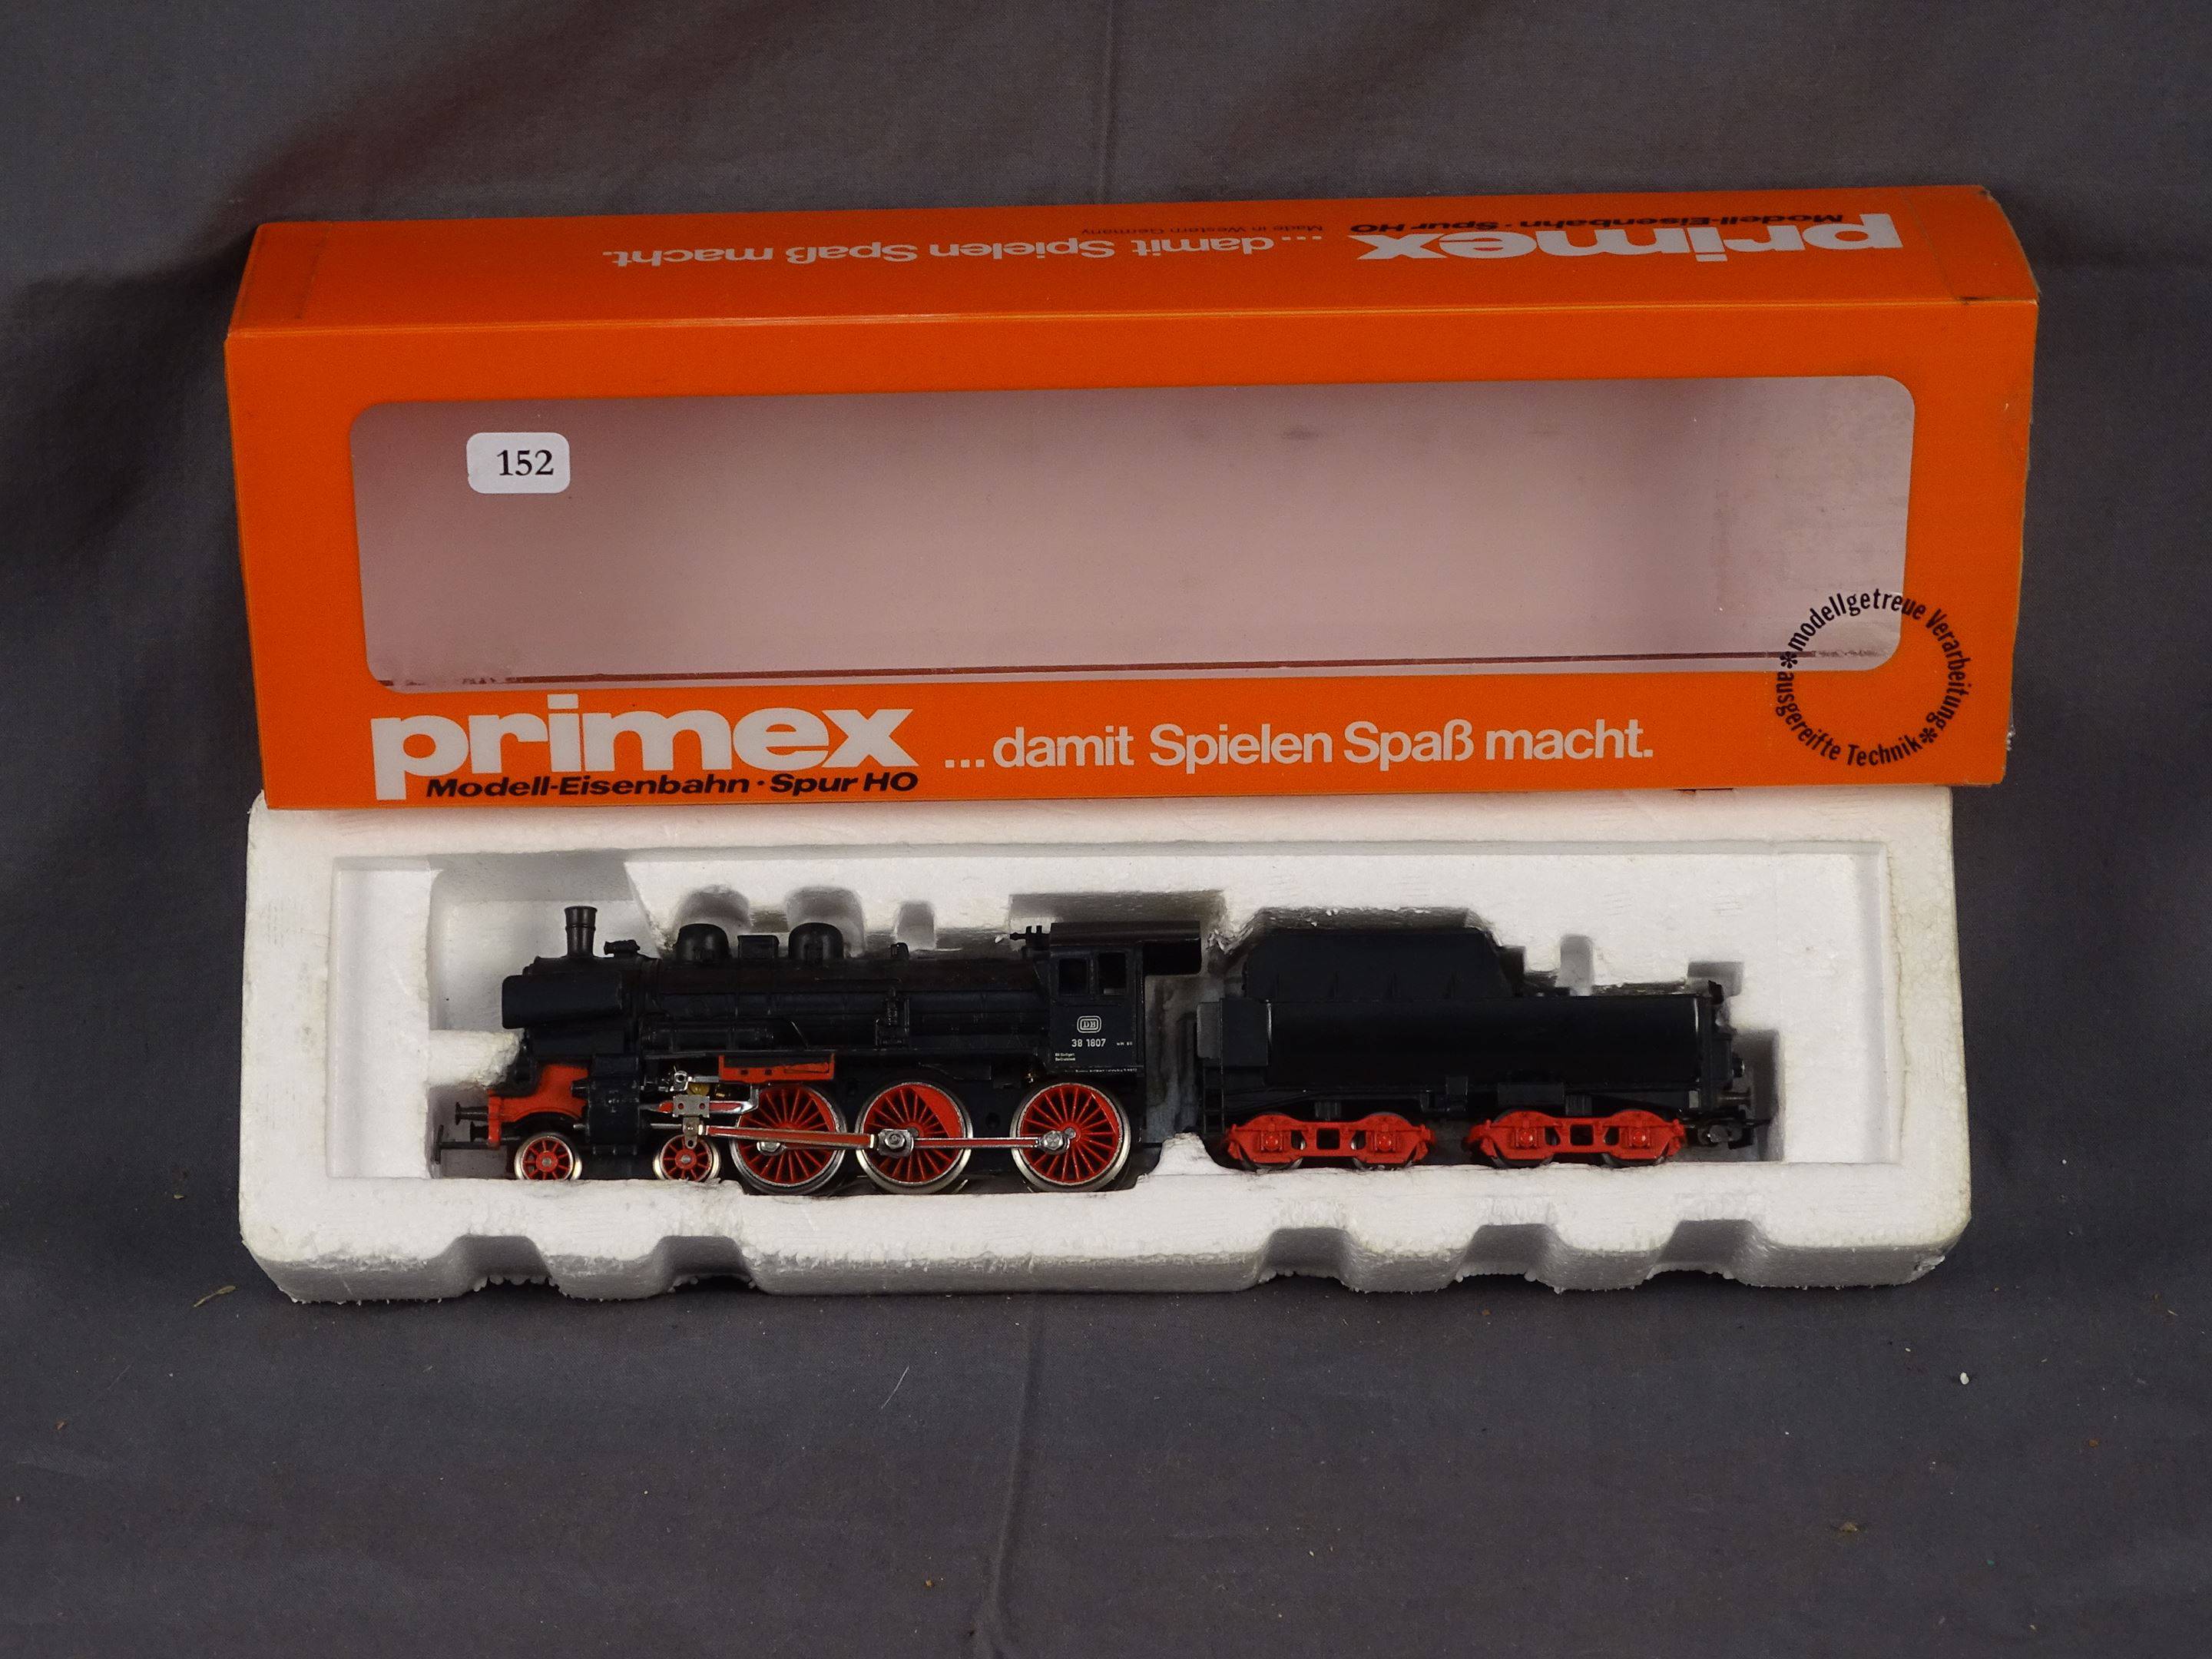 primex
Modell-Eisenbahn · Spur HO
Made in Western Germany
...damit Spielen Spaß macht.
152
modellgetreue Verarbeitung * ausgereifte Technik *
primex
Modell-Eisenbahn · Spur HO
...damit Spielen Spaß macht.
DB
38 1807